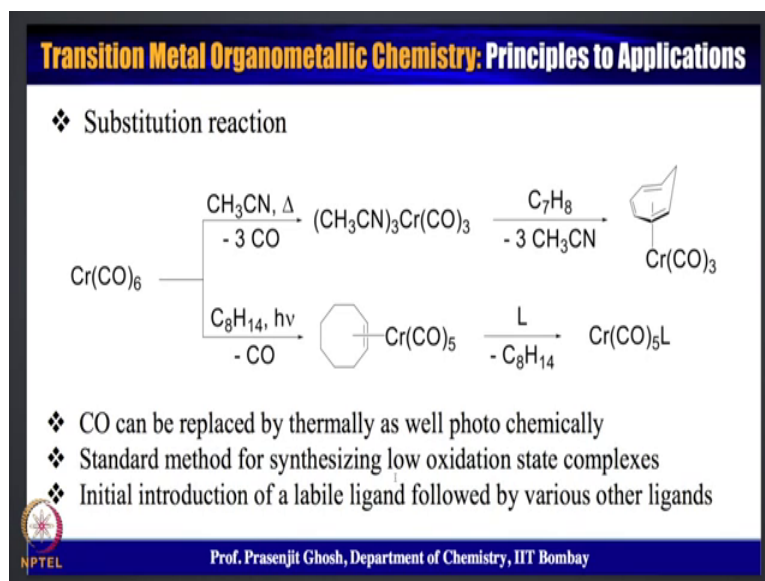 Transition Metal Organometallic Chemistry: Principles to Applications
❖ Substitution reaction
CH₃CN, Δ
- 3 CO
(CH₃CN)₃Cr(CO)₃
C₇H₈
- 3 CH₃CN
Cr(CO)₃
Cr(CO)₆
C₈H₁₄, hν
- CO
Cr(CO)₅
L
- C₈H₁₄
Cr(CO)₅L
❖ CO can be replaced by thermally as well photo chemically
❖ Standard method for synthesizing low oxidation state complexes
❖ Initial introduction of a labile ligand followed by various other ligands
NPTEL
Prof. Prasenjit Ghosh, Department of Chemistry, IIT Bombay